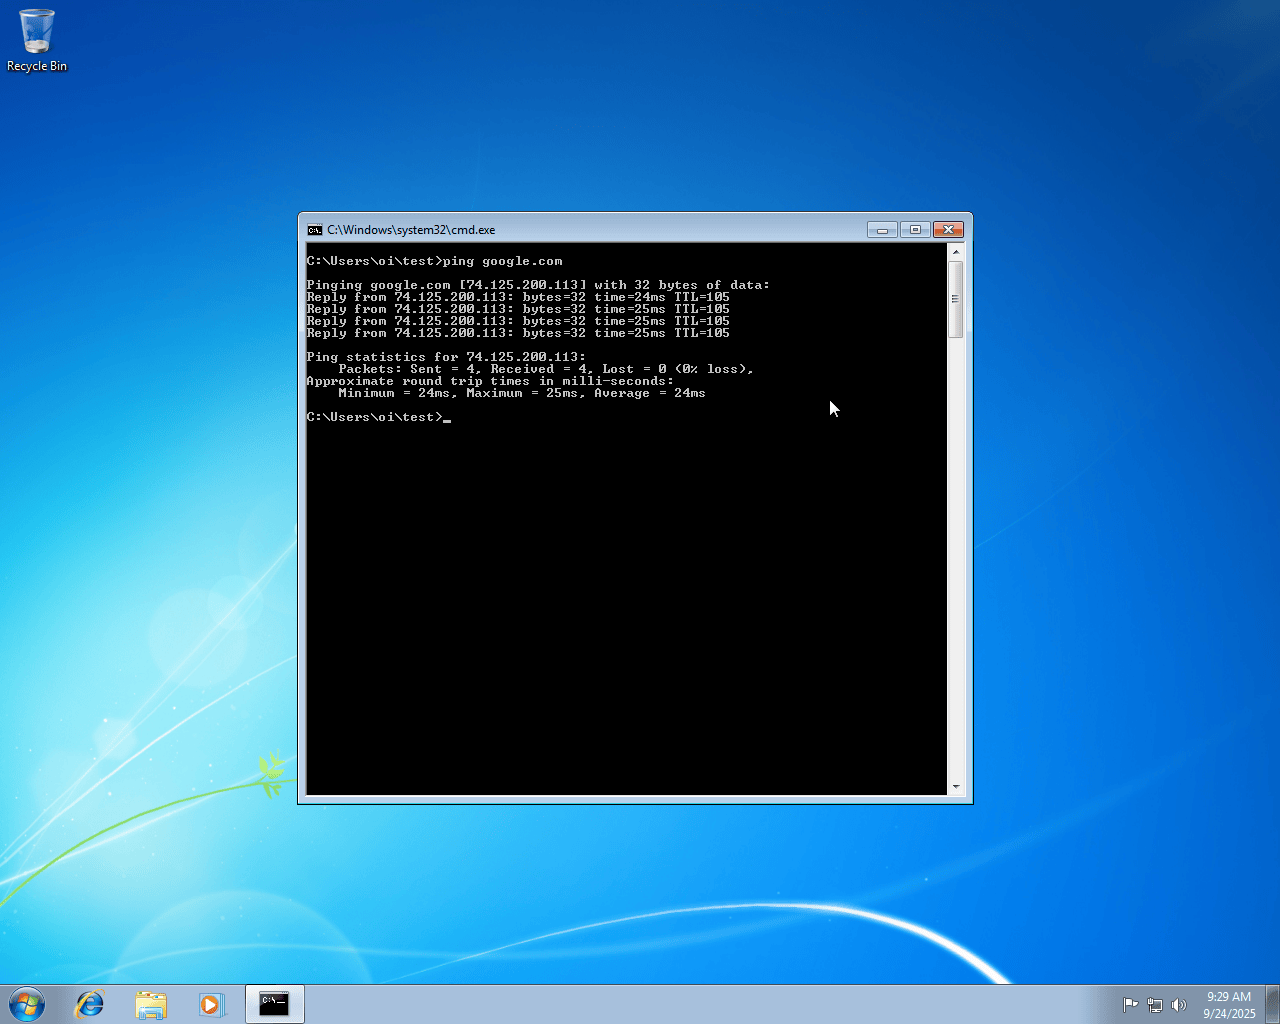 Recycle Bin
C:\Windows\system32\cmd.exe
C:\Users\oi\test>ping google.com
Pinging google.com [74.125.200.113] with 32 bytes of data:
Reply from 74.125.200.113: bytes=32 time=24ms TTL=105
Reply from 74.125.200.113: bytes=32 time=25ms TTL=105
Reply from 74.125.200.113: bytes=32 time=25ms TTL=105
Reply from 74.125.200.113: bytes=32 time=25ms TTL=105
Ping statistics for 74.125.200.113:
Packets: Sent = 4, Received = 4, Lost = 0 (0% loss),
Approximate round trip times in milli-seconds:
Minimum = 24ms, Maximum = 25ms, Average = 24ms
C:\Users\oi\test>_
9:29 AM
9/24/2025